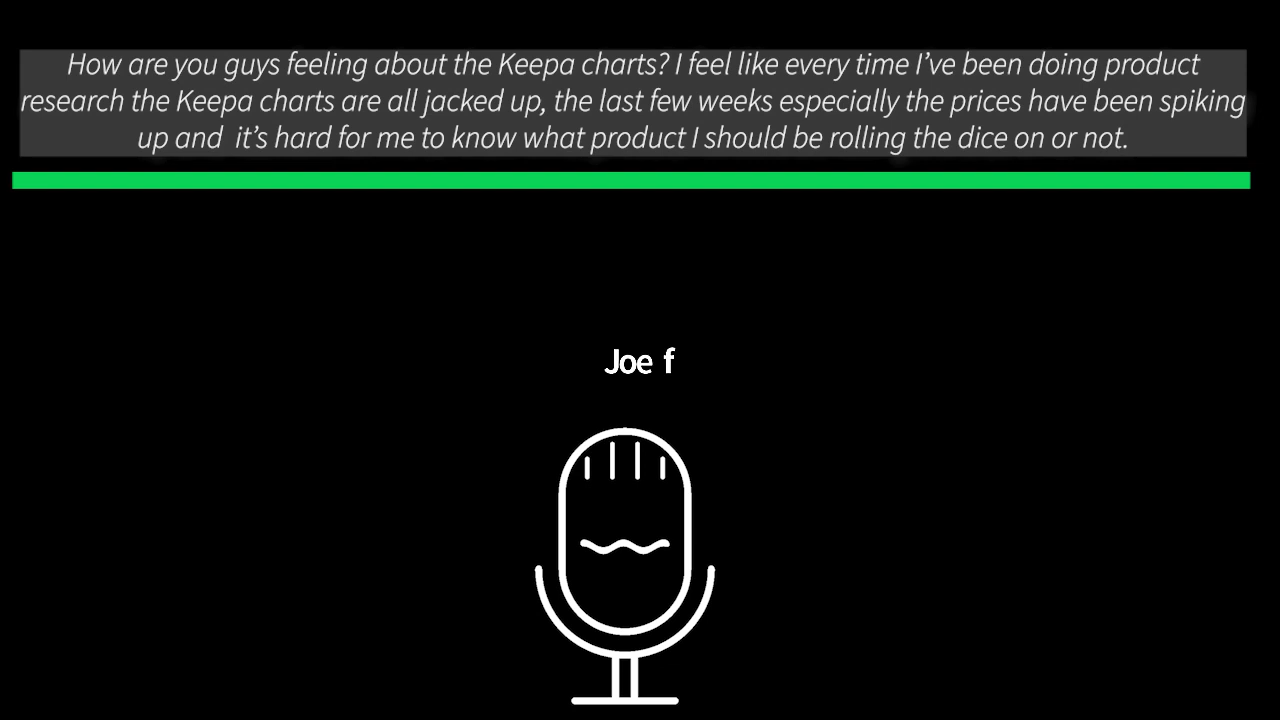 How are you guys feeling about the Keepa charts? I feel like every time I’ve been doing product
research the Keepa charts are all jacked up, the last few weeks especially the prices have been spiking
up and  it’s hard for me to know what product I should be rolling the dice on or not.
Joe f